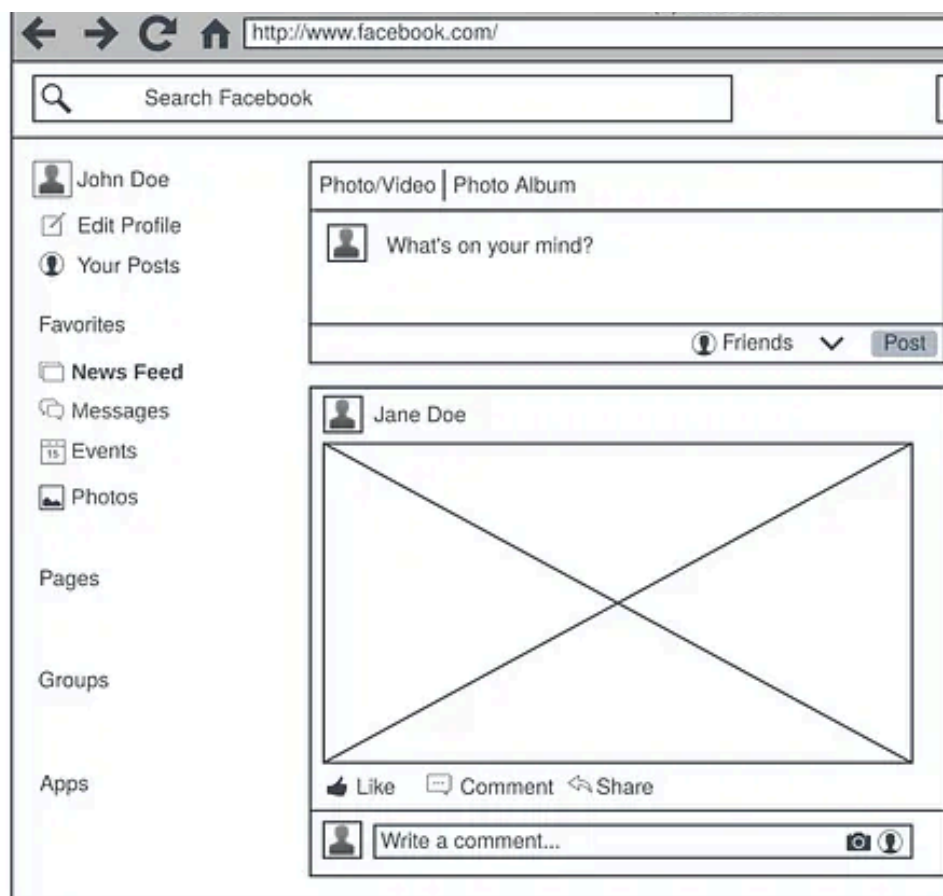 http://www.facebook.com/
Search Facebook
John Doe
Edit Profile
Your Posts
Favorites
News Feed
Messages
15 Events
Photos
Pages
Groups
Apps
Photo/Video | Photo Album
What's on your mind?
Friends Post
Jane Doe
Like Comment Share
Write a comment...